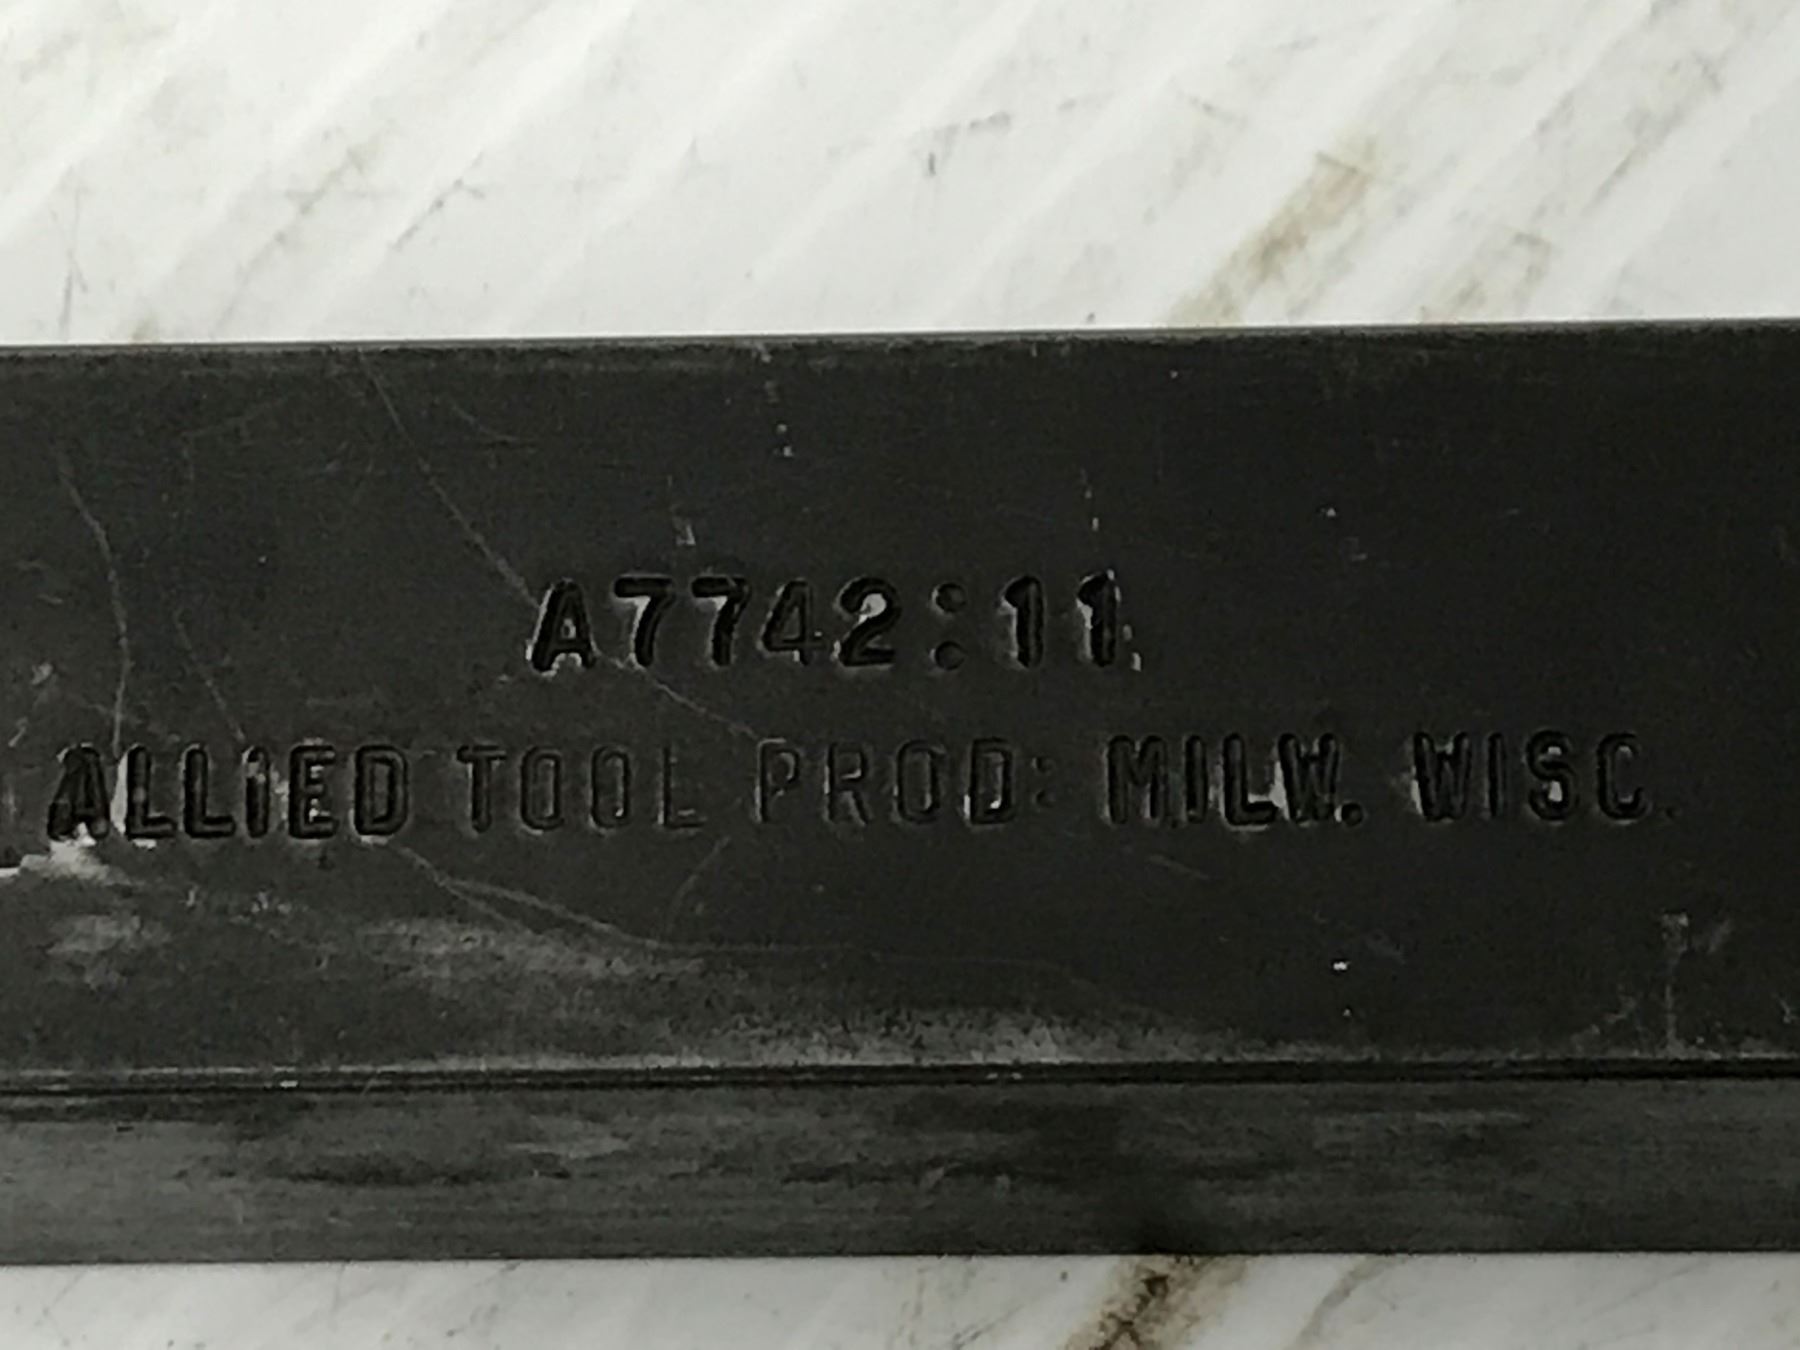 A7742:11
ALLIED TOOL PROD: MILW. WISC.